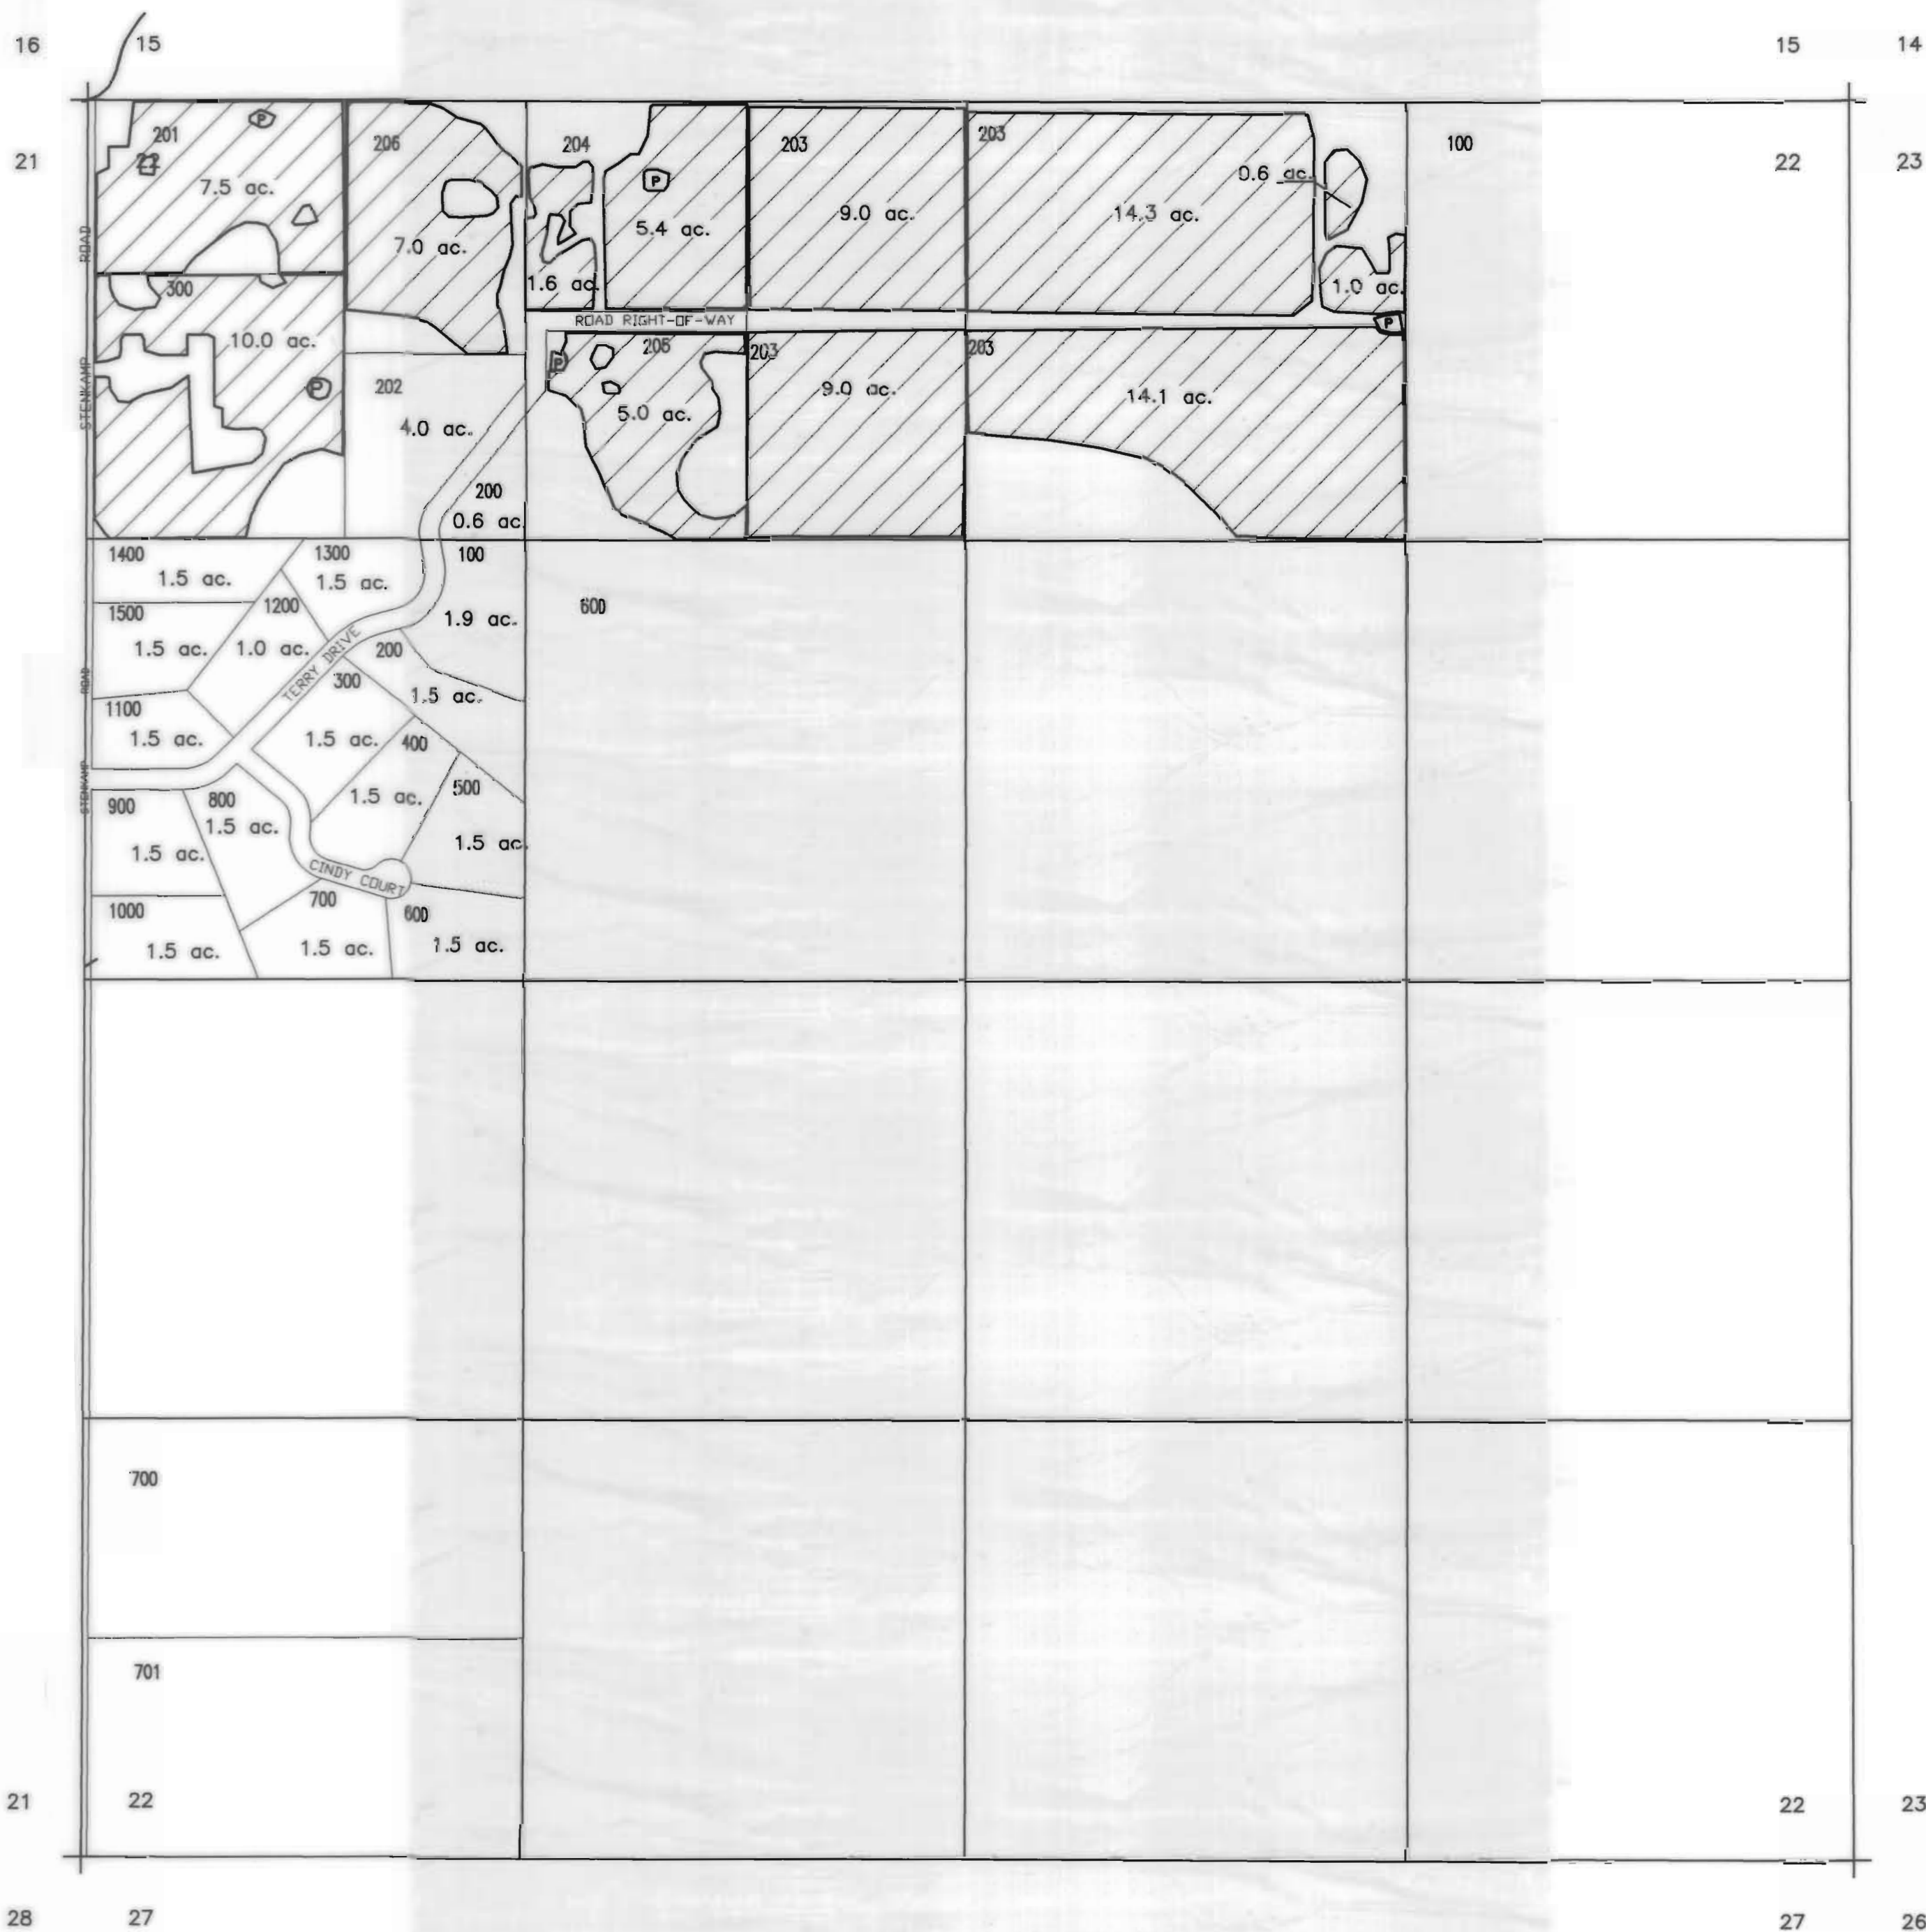 16 15 15 14
21 22 22 23
201
7.5 ac.
P
206
7.0 ac.
204
1.6 ac.
P
5.4 ac.
203
9.0 ac.
203
14.3 ac.
0.6 ac.
1.0 ac.
P
100
ROAD
STENKAMP
300
10.0 ac.
P
202
4.0 ac.
200
0.6 ac.
ROAD RIGHT-OF-WAY
P
205
5.0 ac.
203
9.0 ac.
203
14.1 ac.
1400
1.5 ac.
1300
1.5 ac.
100
1.9 ac.
600
1500
1.5 ac.
1200
1.0 ac.
TERRY DRIVE
200
1.5 ac.
ROAD
STENKAMP
1100
1.5 ac.
300
1.5 ac.
400
1.5 ac.
500
1.5 ac.
900
1.5 ac.
800
1.5 ac.
CINDY COURT
1000
1.5 ac.
700
1.5 ac.
600
1.5 ac.
700
701
21 22 22 23
28 27 27 26